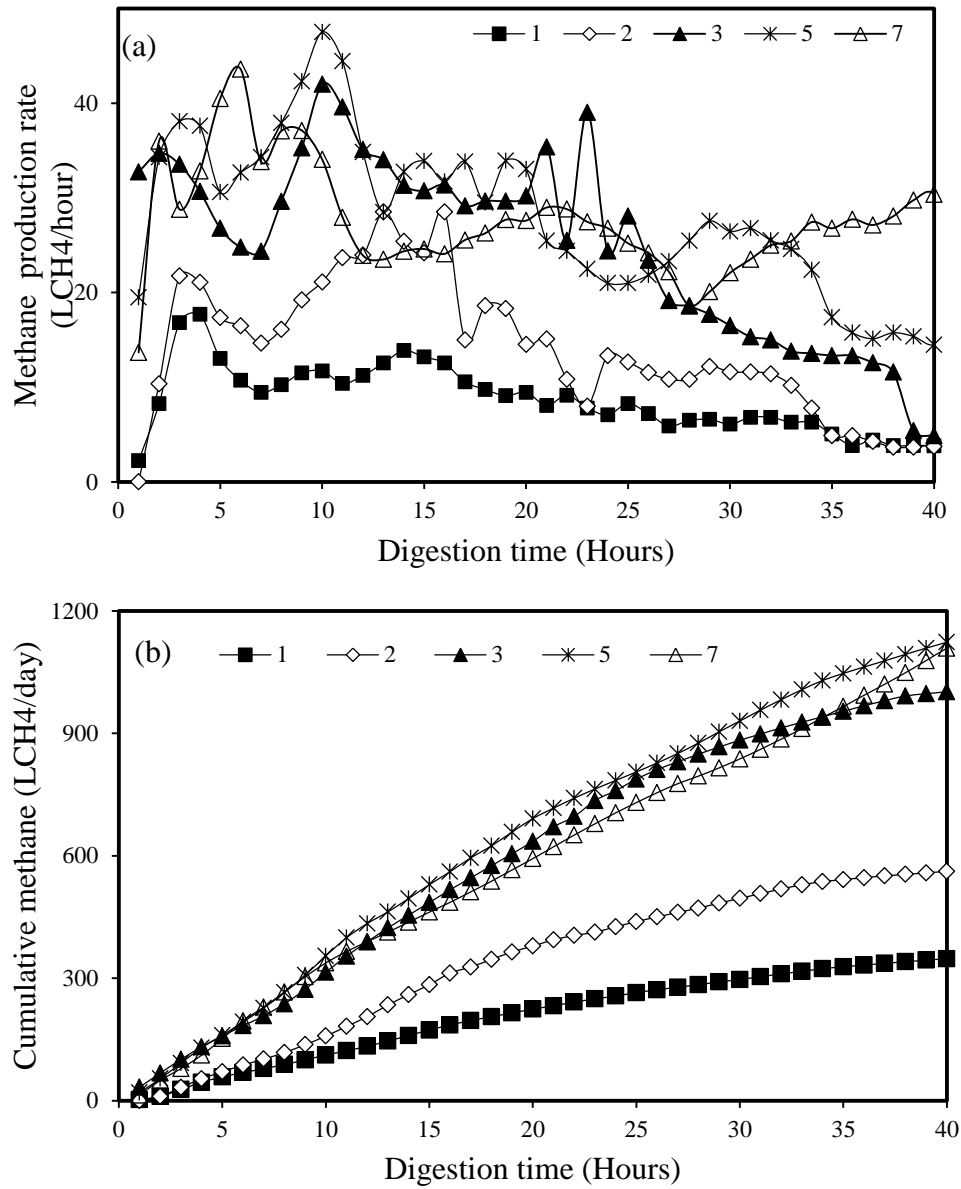 (a)
1 2 3 5 7
Methane production rate
(LCH4/hour)
40
20
0
0 5 10 15 20 25 30 35 40
Digestion time (Hours)
1200
(b)
1 2 3 5 7
Cumulative methane (LCH4/day)
900
600
300
0
0 5 10 15 20 25 30 35 40
Digestion time (Hours)